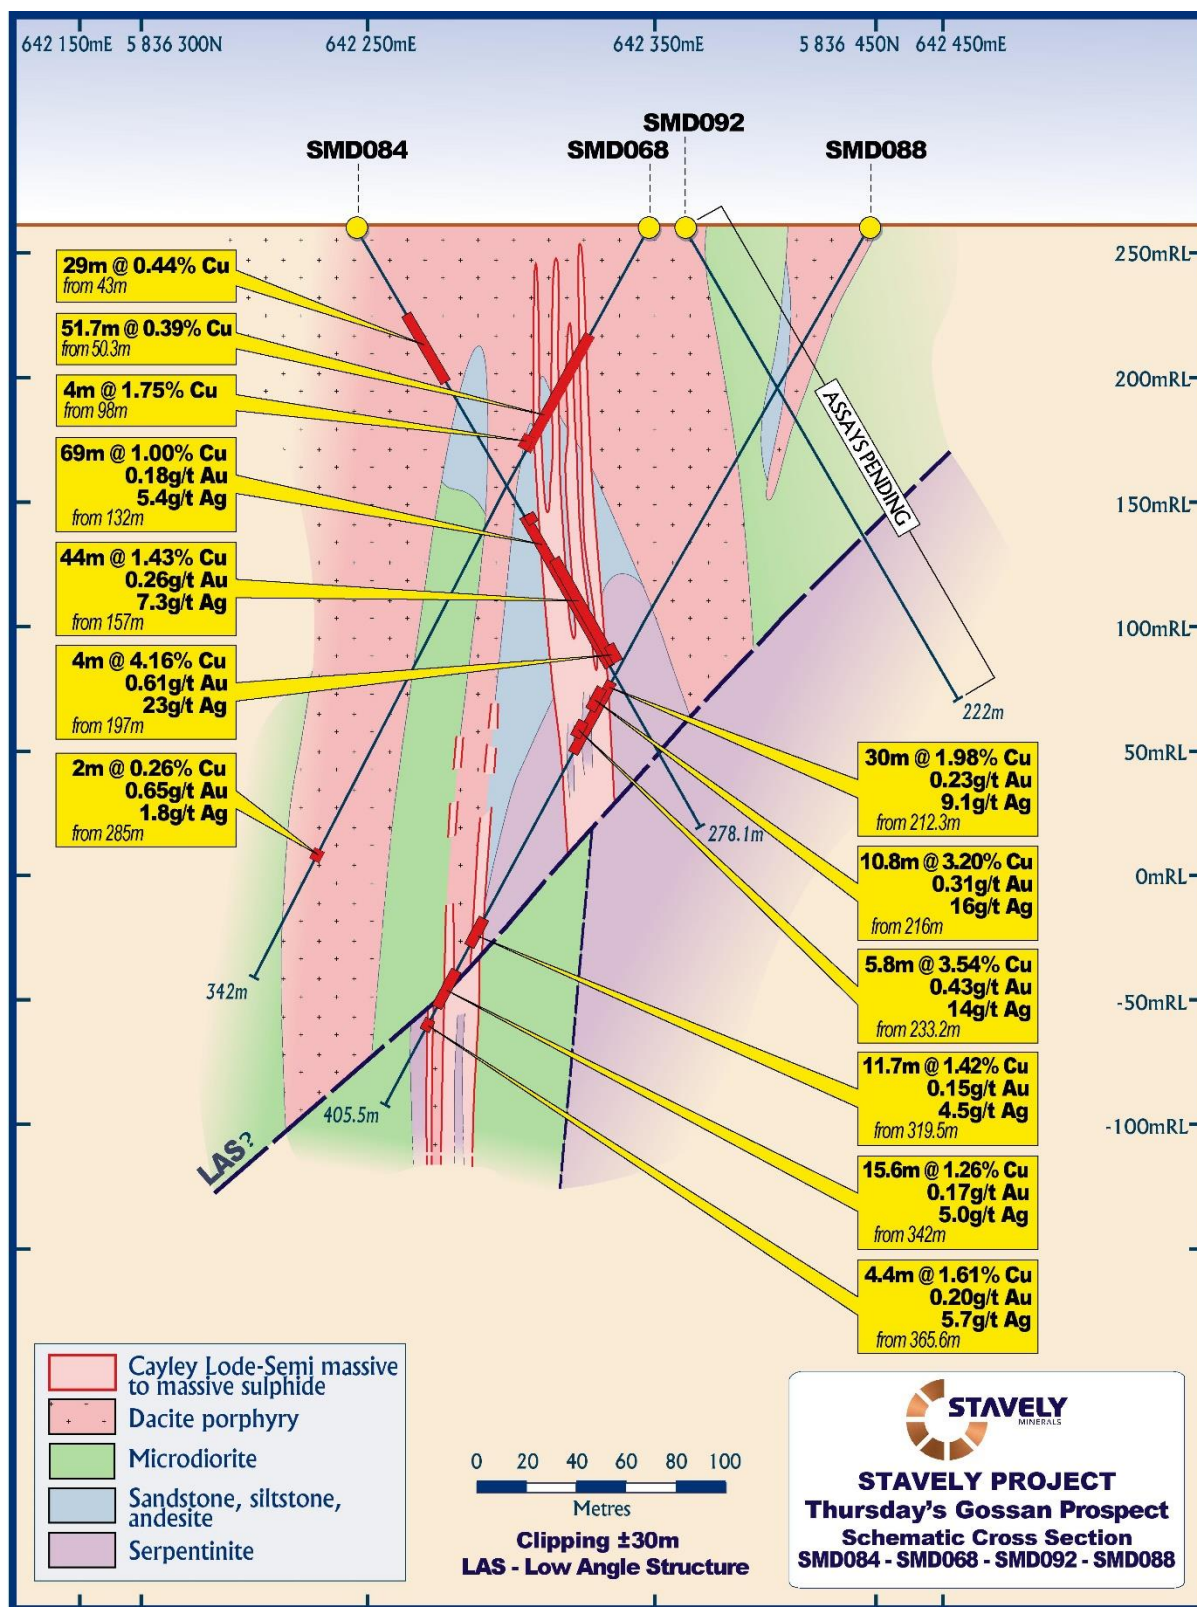 642 150mE 5 836 300N 642 250mE 642 350mE 5 836 450N 642 450mE
SMD092
SMD084 SMD068 SMD088
250mRL
200mRL
150mRL
100mRL
50mRL
0mRL
-50mRL
-100mRL
29m @ 0.44% Cu
from 43m
51.7m @ 0.39% Cu
from 50.3m
4m @ 1.75% Cu
from 98m
69m @ 1.00% Cu
0.18g/t Au
5.4g/t Ag
from 132m
44m @ 1.43% Cu
0.26g/t Au
7.3g/t Ag
from 157m
4m @ 4.16% Cu
0.61g/t Au
23g/t Ag
from 197m
2m @ 0.26% Cu
0.65g/t Au
1.8g/t Ag
from 285m
ASSAYS PENDING
222m
278.1m
342m
405.5m
LAS?
30m @ 1.98% Cu
0.23g/t Au
9.1g/t Ag
from 212.3m
10.8m @ 3.20% Cu
0.31g/t Au
16g/t Ag
from 216m
5.8m @ 3.54% Cu
0.43g/t Au
14g/t Ag
from 233.2m
11.7m @ 1.42% Cu
0.15g/t Au
4.5g/t Ag
from 319.5m
15.6m @ 1.26% Cu
0.17g/t Au
5.0g/t Ag
from 342m
4.4m @ 1.61% Cu
0.20g/t Au
5.7g/t Ag
from 365.6m
Cayley Lode-Semi massive
to massive sulphide
Dacite porphyry
Microdiorite
Sandstone, siltstone,
andesite
Serpentinite
0 20 40 60 80 100
Metres
Clipping ±30m
LAS - Low Angle Structure
STAVELY
MINERALS
STAVELY PROJECT
Thursday's Gossan Prospect
Schematic Cross Section
SMD084 - SMD068 - SMD092 - SMD088